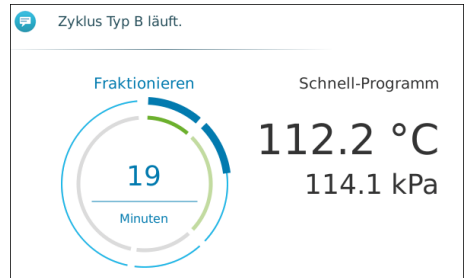 Zyklus Typ B läuft.
Fraktionieren
Schnell-Programm
112.2 °C
114.1 kPa
19
Minuten